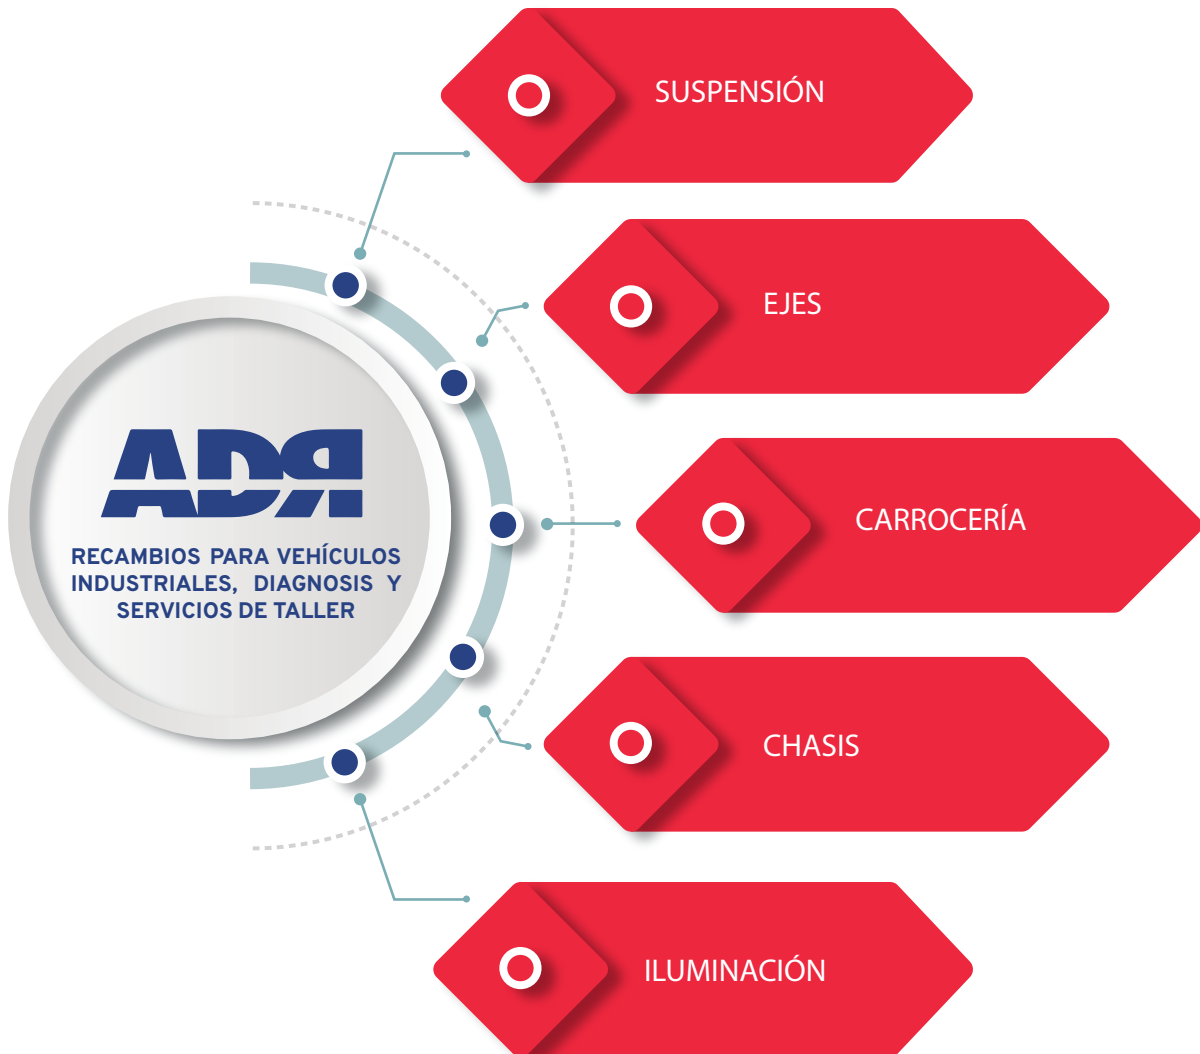 SUSPENSIÓN
EJES
ADR
RECAMBIOS PARA VEHÍCULOS
INDUSTRIALES, DIAGNOSIS Y
SERVICIOS DE TALLER
CARROCERÍA
CHASIS
ILUMINACIÓN